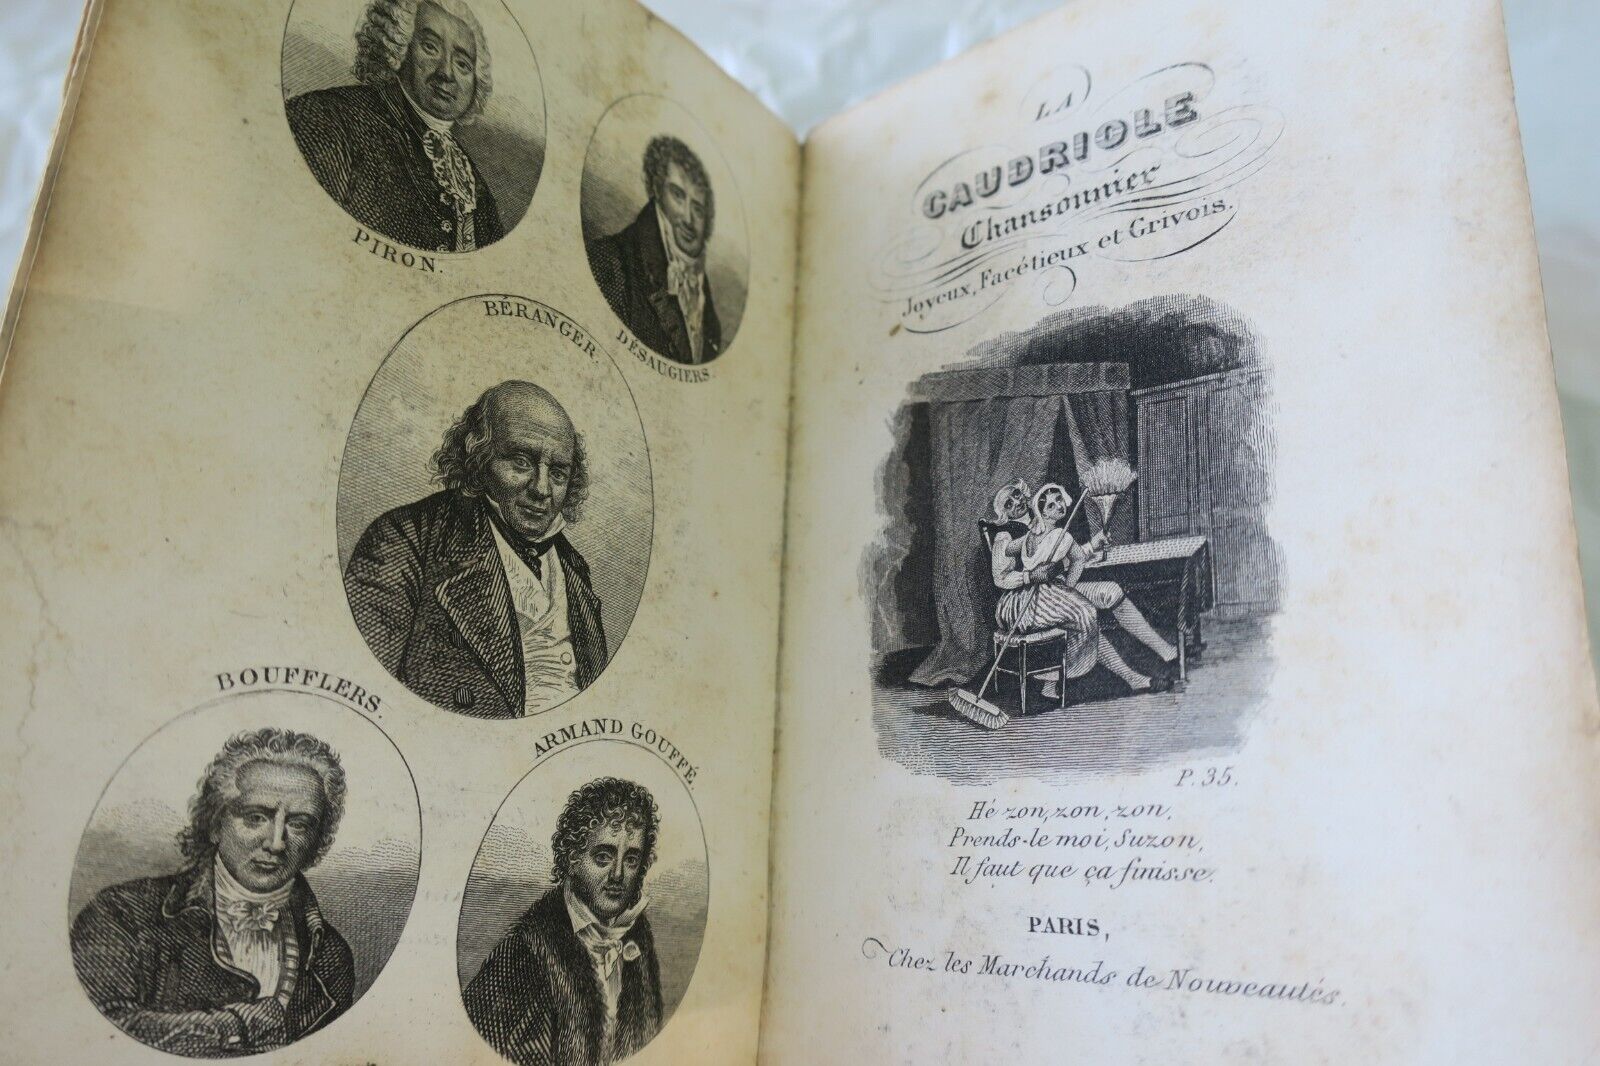 PIRON.
DÉSAUGIERS.
BÉRANGER.
BOUFFLERS.
ARMAND GOUFFÉ.
LA
GAUDRIOLE
Chansonnier
Joyeux, Facétieux et Grivois.
P. 35.
Hé zon, zon, zon,
Prends-le moi, Suzon,
Il faut que ça finisse.
PARIS,
Chez les Marchands de Nouveautés.